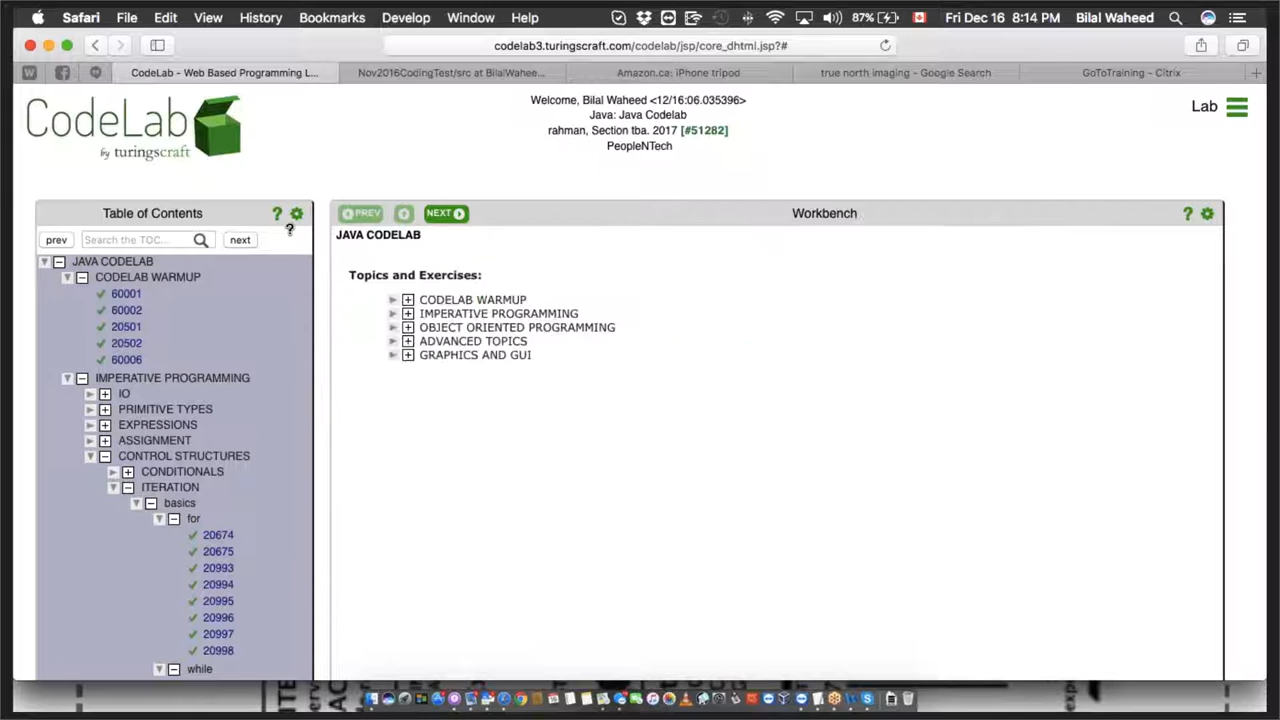 Safari File Edit View History Bookmarks Develop Window Help 87% Fri Dec 16 8:14 PM Bilal Waheed
codelab3.turingscraft.com/codelab/jsp/core_dhtml.jsp?#
CodeLab - Web Based Programming L... Nov2016CodingTest/src at BilalWahee... Amazon.ca: iPhone tripod true north imaging - Google Search GoToTraining - Citrix
CodeLab
by turingscraft
Welcome, Bilal Waheed <12/16:06.035396>
Java: Java Codelab
rahman, Section tba. 2017 [#51282]
PeopleNTech
Lab
Table of Contents
prev Search the TOC... next
JAVA CODELAB
CODELAB WARMUP
60001
60002
20501
20502
60006
IMPERATIVE PROGRAMMING
IO
PRIMITIVE TYPES
EXPRESSIONS
ASSIGNMENT
CONTROL STRUCTURES
CONDITIONALS
ITERATION
basics
for
20674
20675
20993
20994
20995
20996
20997
20998
while
PREV NEXT Workbench
JAVA CODELAB
Topics and Exercises:
CODELAB WARMUP
IMPERATIVE PROGRAMMING
OBJECT ORIENTED PROGRAMMING
ADVANCED TOPICS
GRAPHICS AND GUI